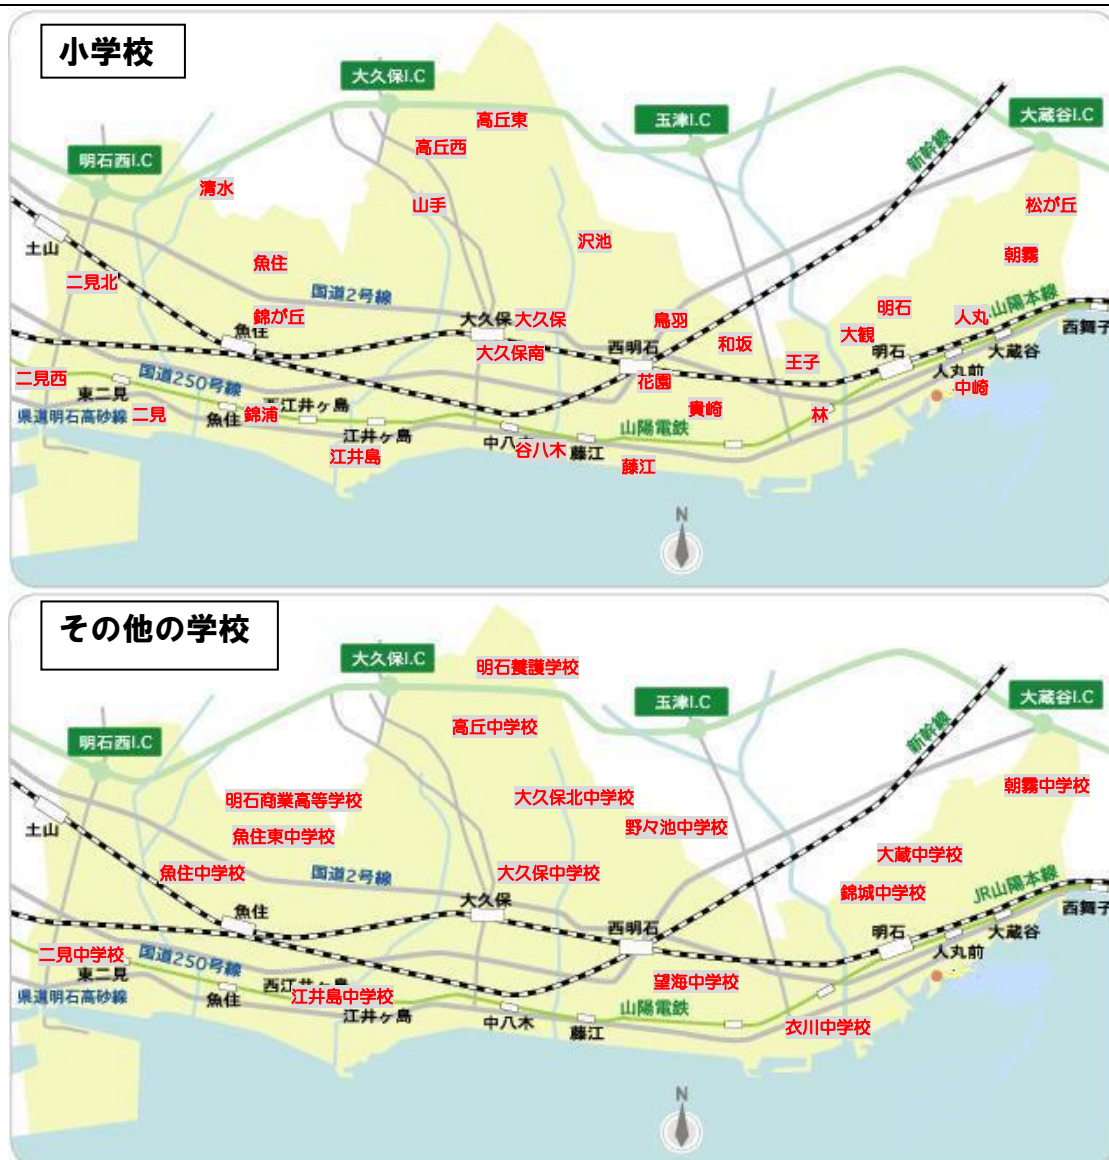 小学校
大久保I.C
高丘東
玉津I.C
大蔵谷I.C
高丘西
新幹線
明石西I.C
清水
山手
松が丘
土山
沢池
朝霧
魚住
二見北
国道2号線
明石
山陽本線
錦が丘
魚住
大久保
大久保
鳥羽
人丸
西舞子
大久保南
西明石
和坂
大観
明石
大蔵谷
王子
人丸前
二見西
国道250号線
花園
中崎
東二見
県道明石高砂線
二見
魚住
錦浦
西江井ヶ島
貴崎
林
江井ヶ島
中八木
谷八木
藤江
山陽電鉄
江井島
藤江
N
その他の学校
大久保I.C
明石養護学校
玉津I.C
大蔵谷I.C
高丘中学校
新幹線
明石西I.C
朝霧中学校
明石商業高等学校
大久保北中学校
土山
魚住東中学校
野々池中学校
大蔵中学校
魚住中学校
国道2号線
大久保中学校
錦城中学校
JR山陽本線
魚住
大久保
西舞子
西明石
明石
大蔵谷
二見中学校
国道250号線
人丸前
東二見
望海中学校
県道明石高砂線
魚住
西江井ヶ島
江井島中学校
江井ヶ島
中八木
藤江
山陽電鉄
衣川中学校
N